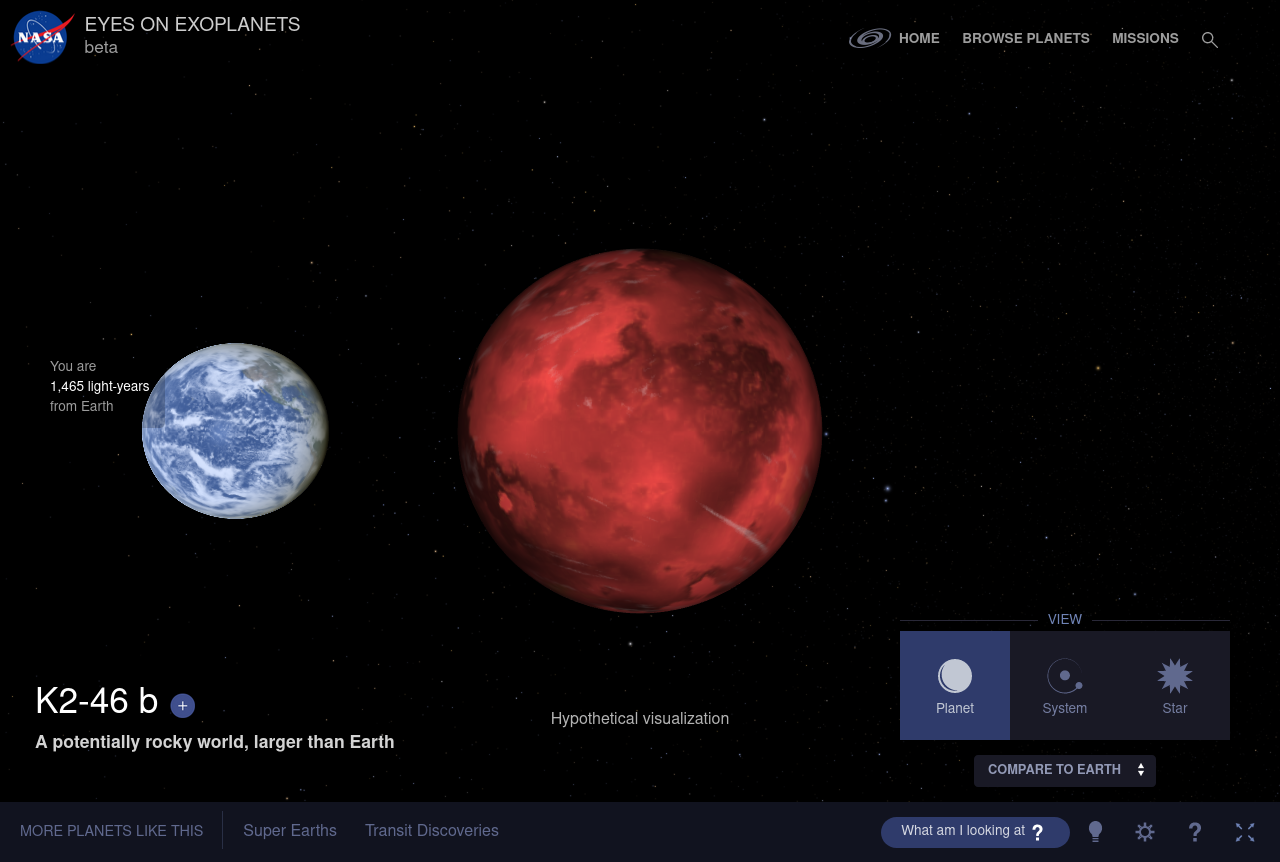 NASA
EYES ON EXOPLANETS
beta
HOME
BROWSE PLANETS
MISSIONS
You are
1,465 light-years
from Earth
K2-46 b +
A potentially rocky world, larger than Earth
Hypothetical visualization
VIEW
Planet
System
Star
COMPARE TO EARTH
MORE PLANETS LIKE THIS
Super Earths
Transit Discoveries
What am I looking at ?
?